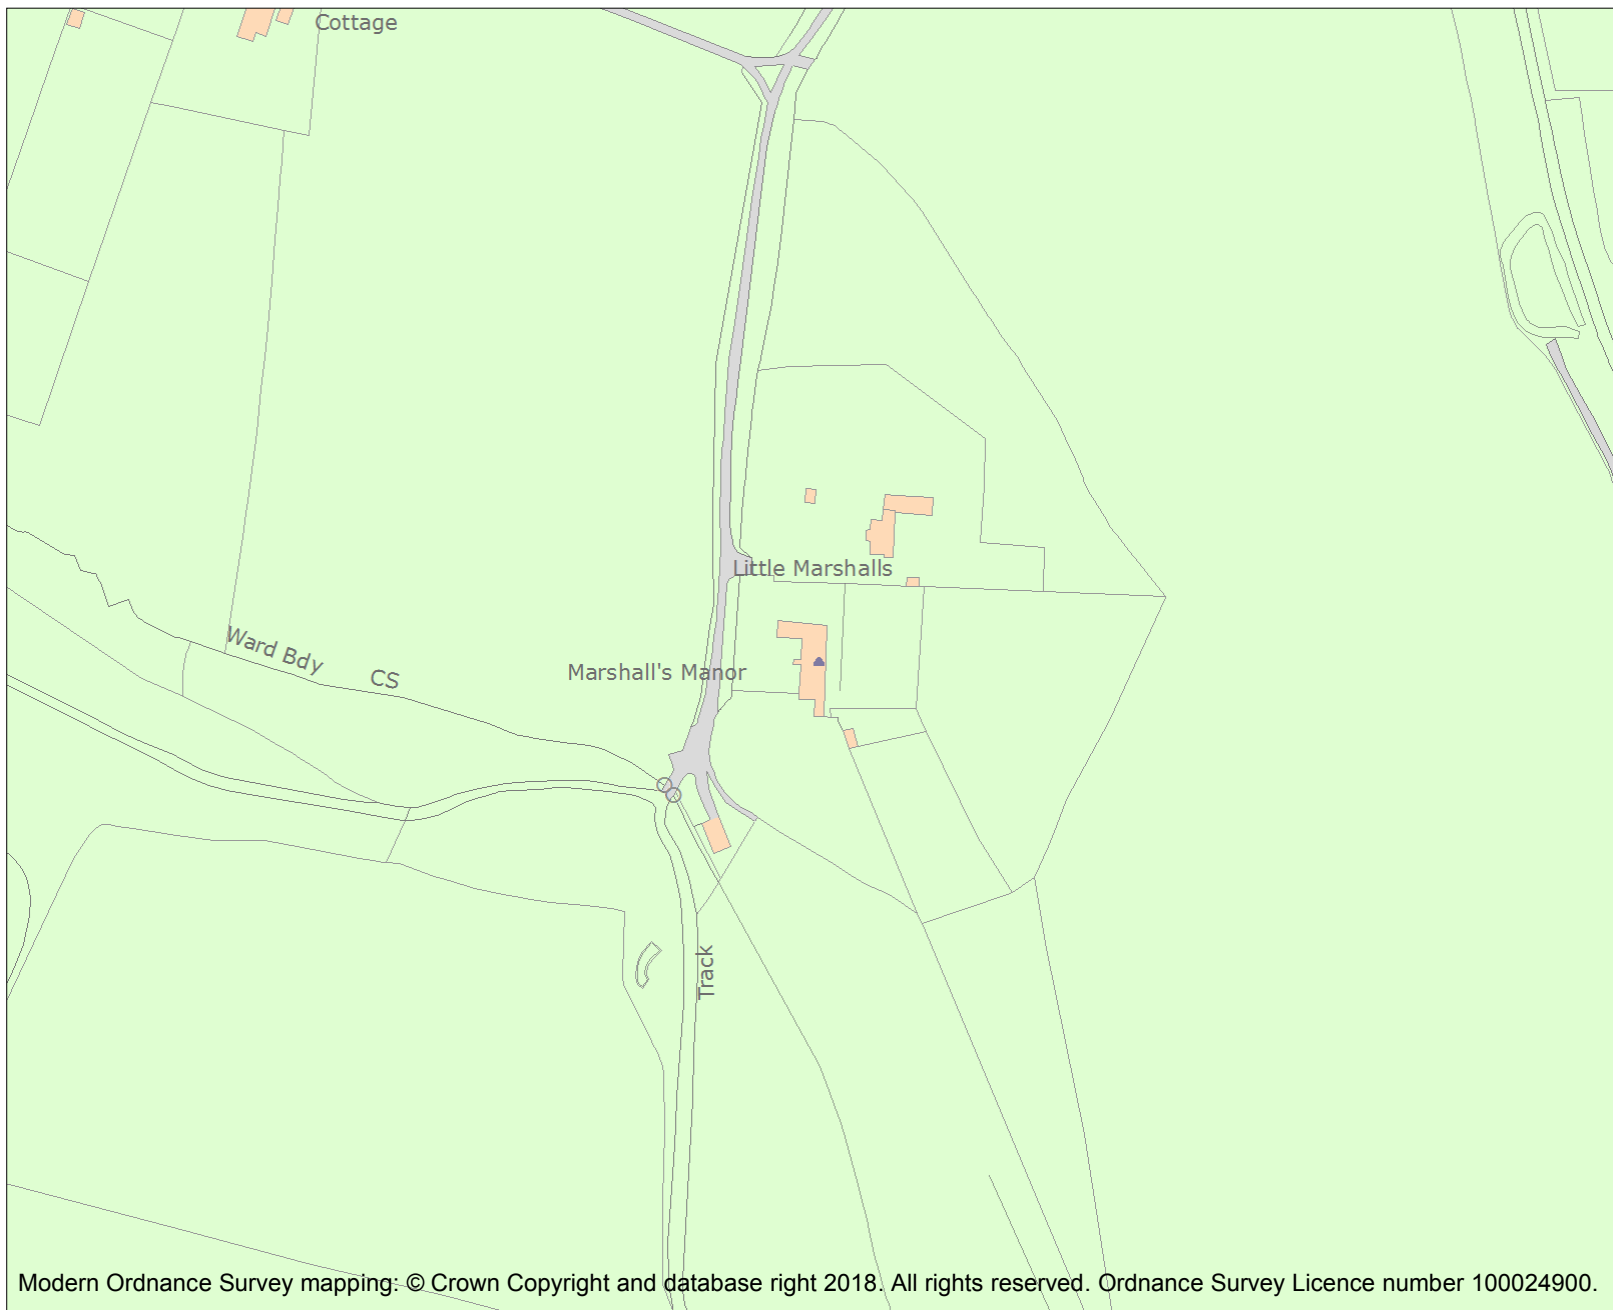 Cottage
Little Marshalls
Ward Bdy
CS
Marshall's Manor
Track
Modern Ordnance Survey mapping: © Crown Copyright and database right 2018. All rights reserved. Ordnance Survey Licence number 100024900.